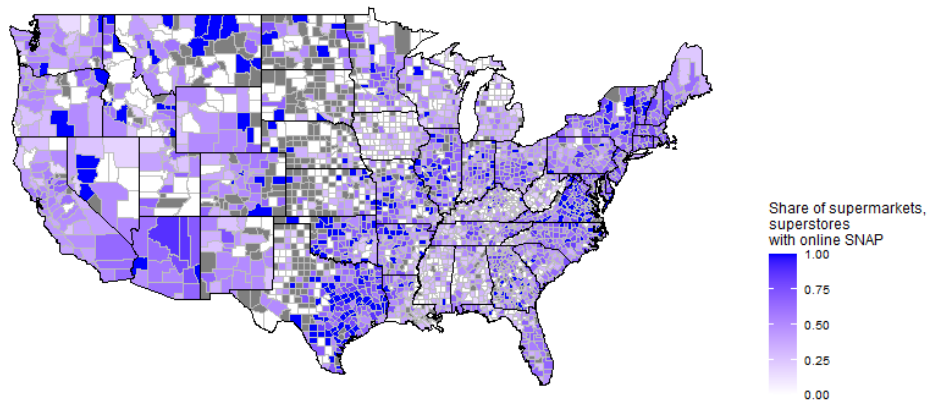 Share of supermarkets,
superstores
with online SNAP
1.00
0.75
0.50
0.25
0.00